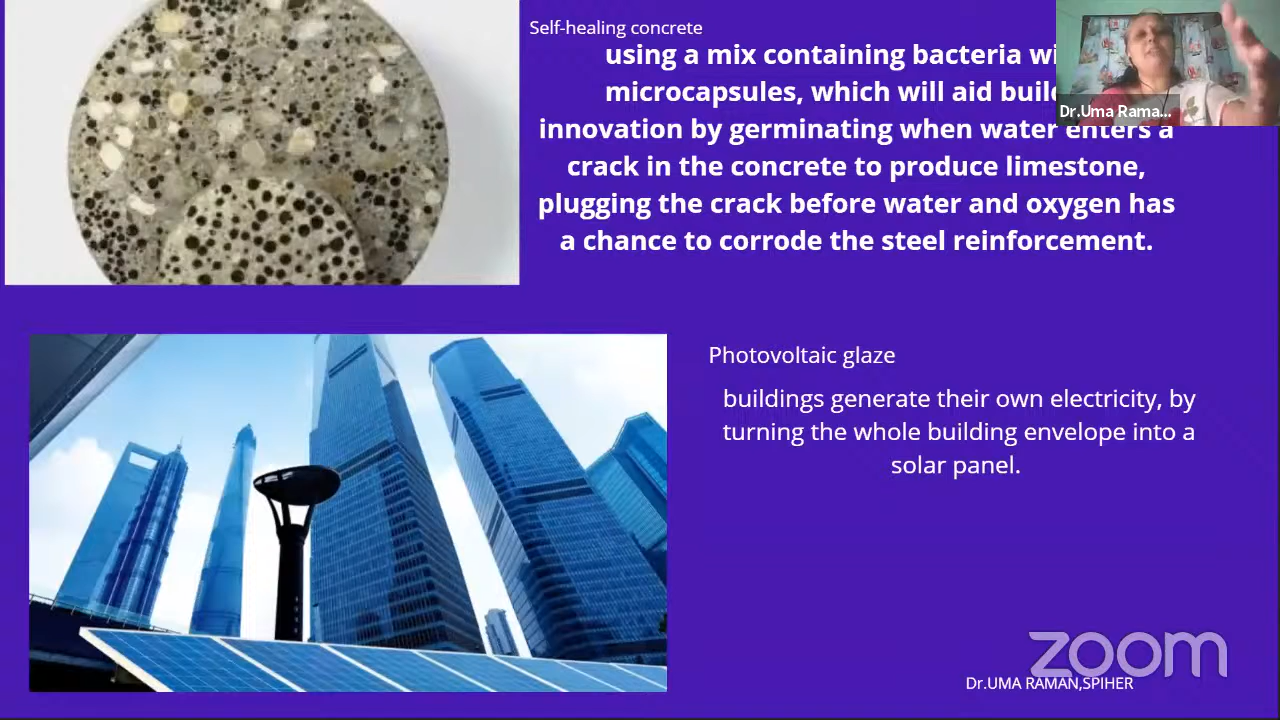 Self-healing concrete
using a mix containing bacteria
microcapsules, which will aid
innovation by germinating when water enters a
crack in the concrete to produce limestone,
plugging the crack before water and oxygen has
a chance to corrode the steel reinforcement.
Dr.Uma Rama...
Photovoltaic glaze
buildings generate their own electricity, by
turning the whole building envelope into a
solar panel.
zoom
Dr.UMA RAMAN,SPIHER